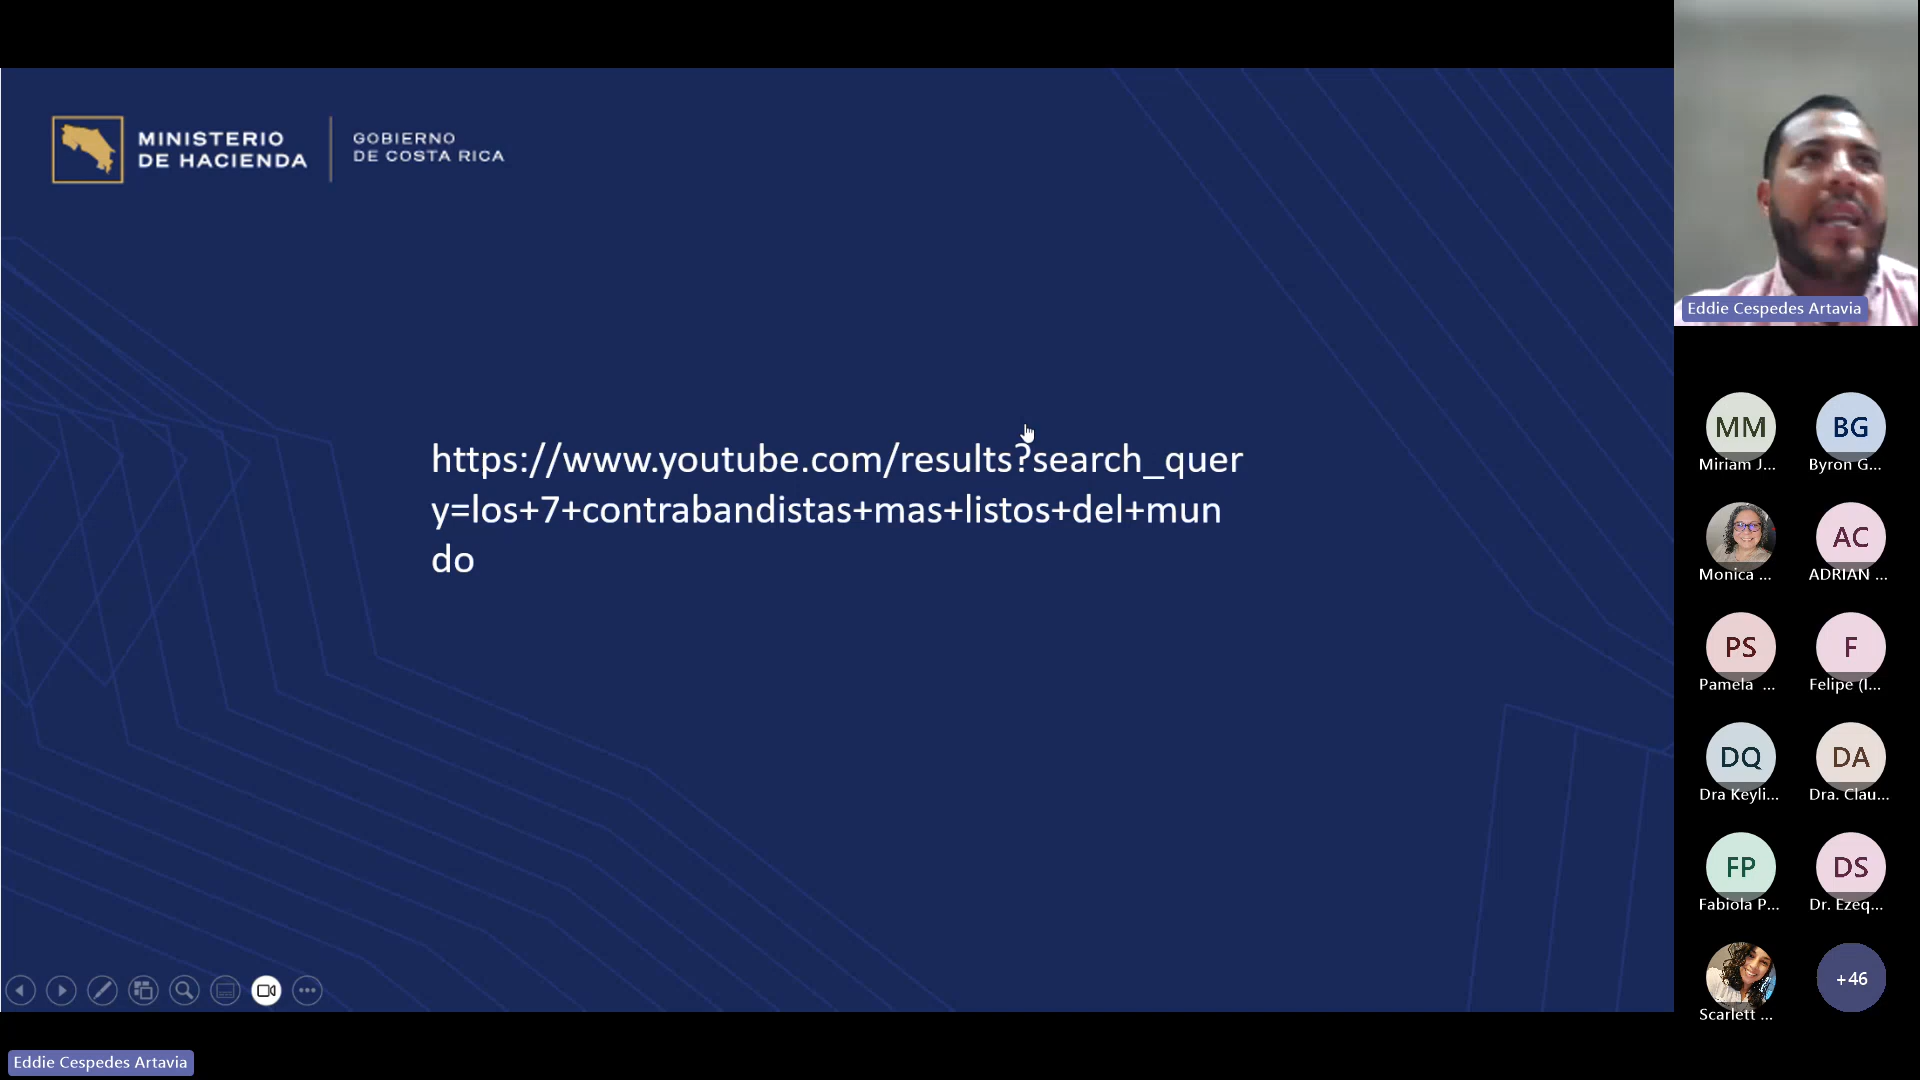 MINISTERIO
DE HACIENDA
GOBIERNO
DE COSTA RICA
https://www.youtube.com/results?search_quer
y=los+7+contrabandistas+mas+listos+del+mun
do
Eddie Cespedes Artavia
MM
Miriam J...
BG
Byron G...
Monica ...
AC
ADRIAN ...
PS
Pamela ...
F
Felipe (I...
DQ
Dra Keyli...
DA
Dra. Clau...
FP
Fabiola P...
DS
Dr. Ezeq...
Scarlett ...
+46
Eddie Cespedes Artavia